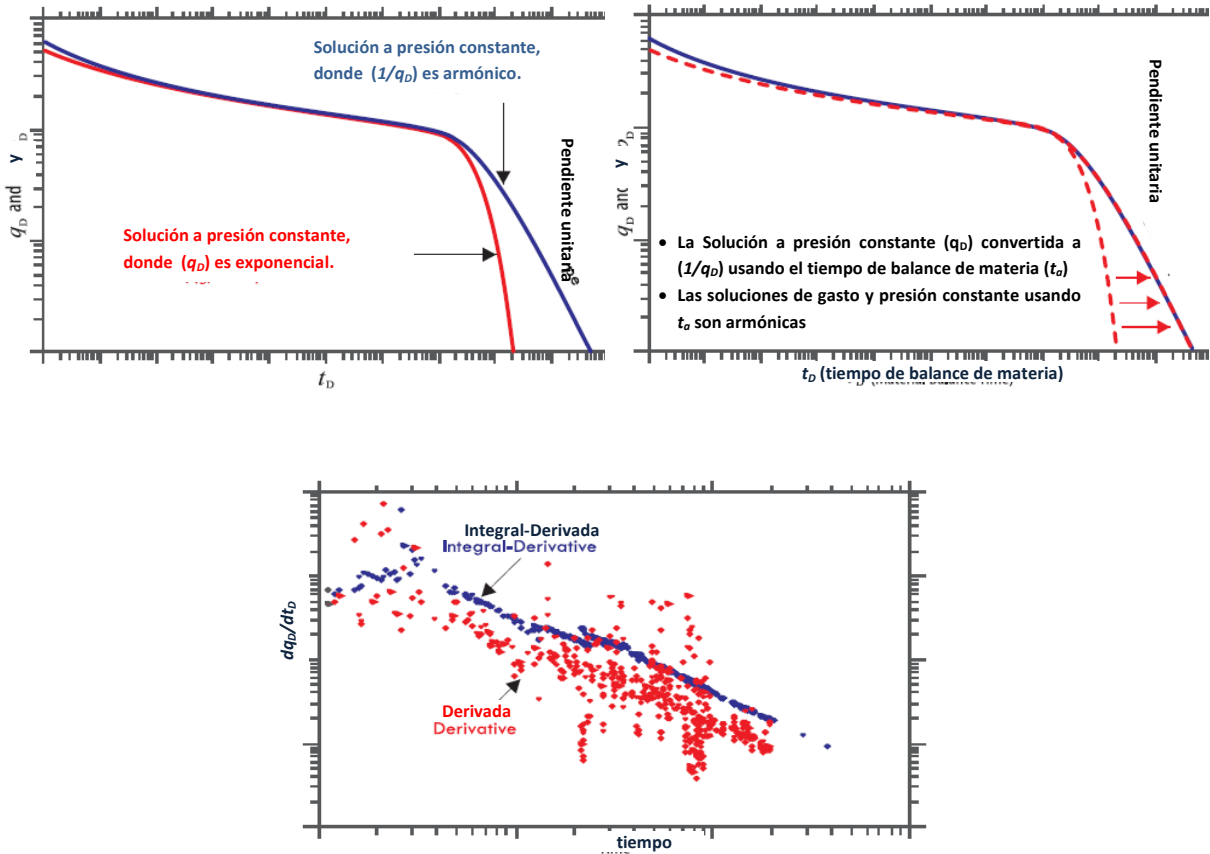 Solución a presión constante,
donde (1/qD) es armónico.
Pendiente unitaria
Solución a presión constante,
donde (qD) es exponencial.
qD and y
tD
Pendiente unitaria
• La Solución a presión constante (qD) convertida a
(1/qD) usando el tiempo de balance de materia (ta)
• Las soluciones de gasto y presión constante usando
ta son armónicas
qD and y
tD (tiempo de balance de materia)
Integral-Derivada
Integral-Derivative
Derivada
Derivative
dqD/dtD
tiempo